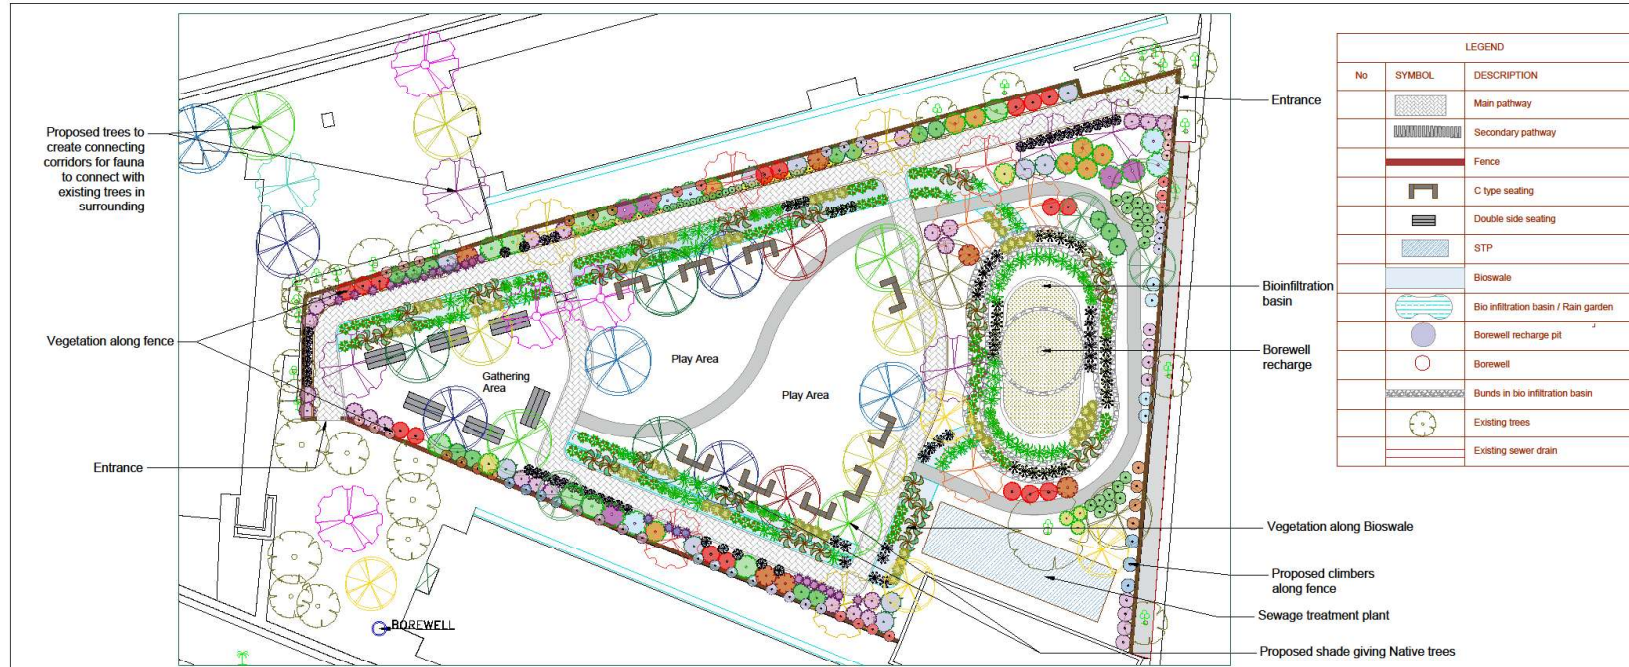 Proposed trees to
create connecting
corridors for fauna
to connect with
existing trees in
surrounding
Vegetation along fence
Entrance
Gathering
Area
Play Area
Play Area
BOREWELL
Entrance
Bioinfiltration
basin
Borewell
recharge
Vegetation along Bioswale
Proposed climbers
along fence
Sewage treatment plant
Proposed shade giving Native trees
LEGEND
No SYMBOL DESCRIPTION
Main pathway
Secondary pathway
Fence
C type seating
Double side seating
STP
Bioswale
Bio infiltration basin / Rain garden
Borewell recharge pit
Borewell
Bunds in bio infiltration basin
Existing trees
Existing sewer drain